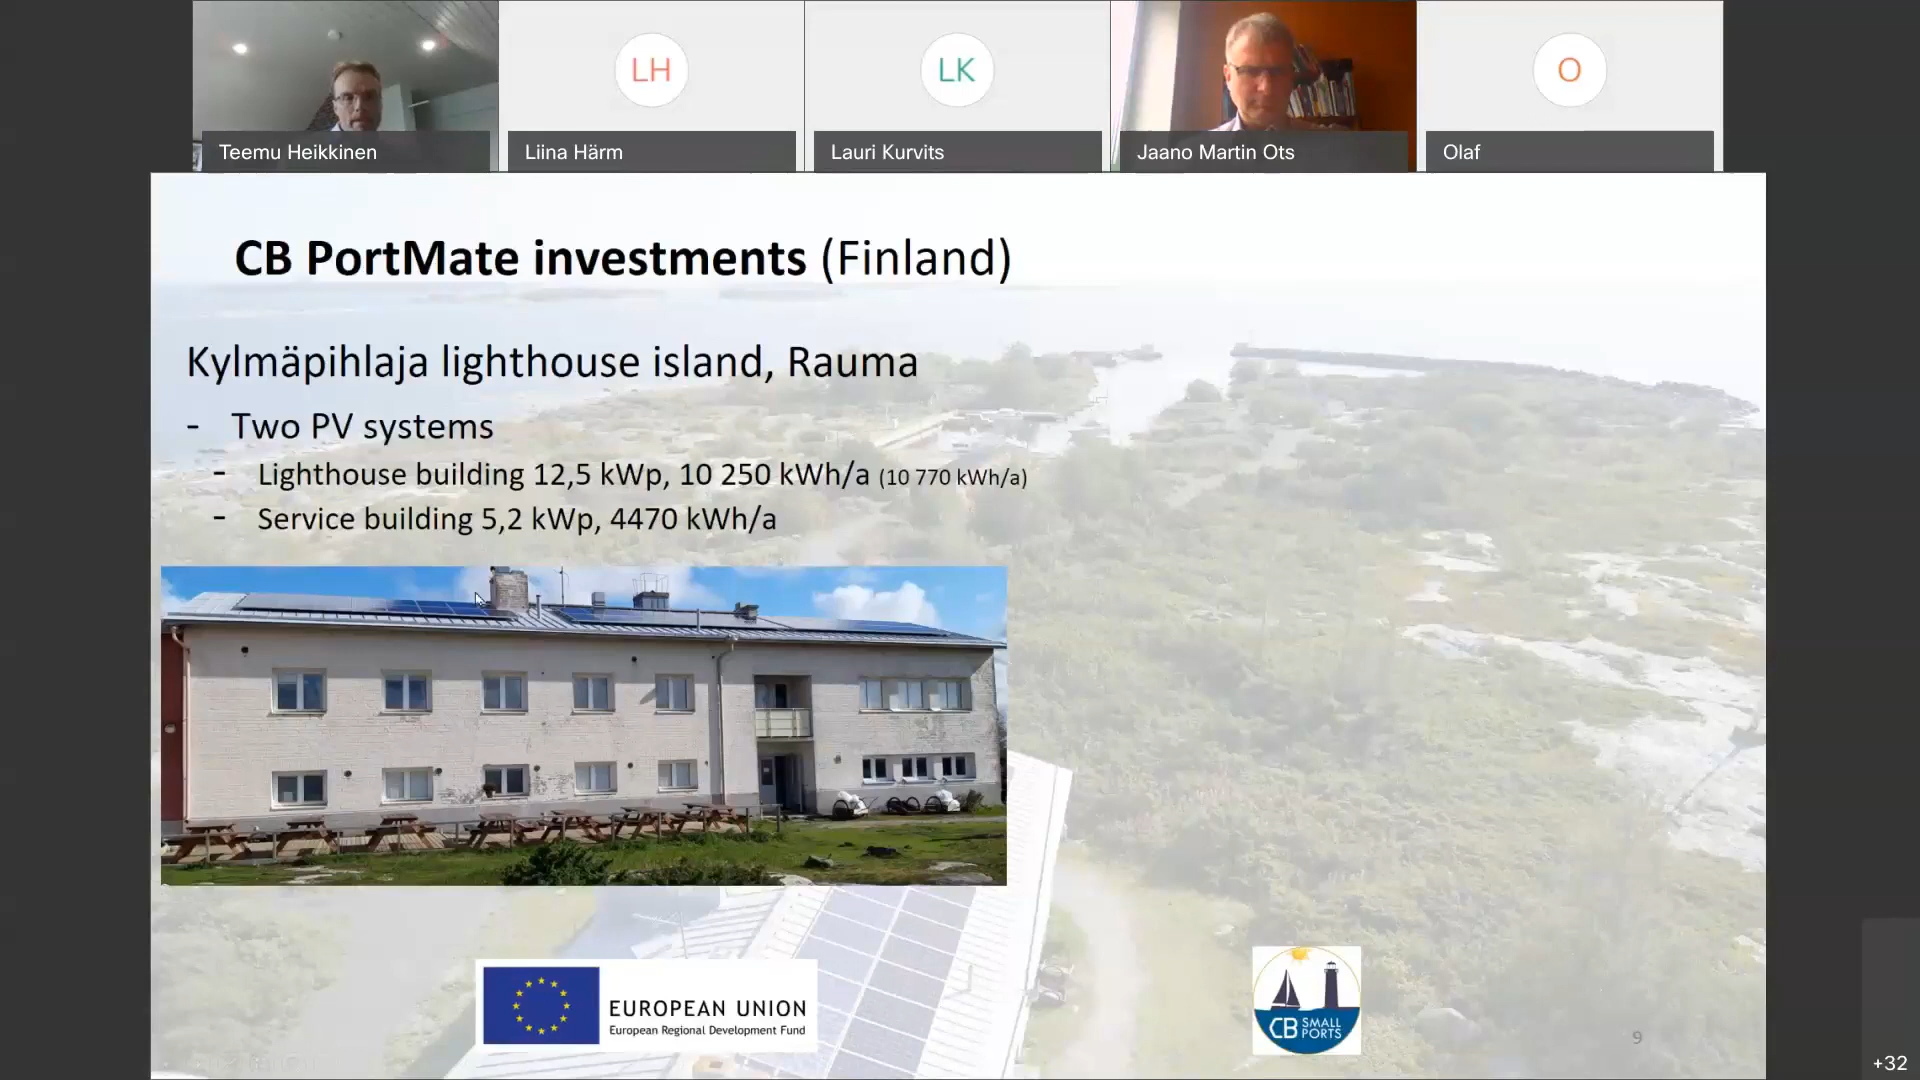 LH
LK
O
Teemu Heikkinen
Liina Härm
Lauri Kurvits
Jaano Martin Ots
Olaf
CB PortMate investments (Finland)
Kylmäpihlaja lighthouse island, Rauma
- Two PV systems
- Lighthouse building 12,5 kWp, 10 250 kWh/a (10 770 kWh/a)
- Service building 5,2 kWp, 4470 kWh/a
EUROPEAN UNION
European Regional Development Fund
CB SMALL PORTS
9
+32